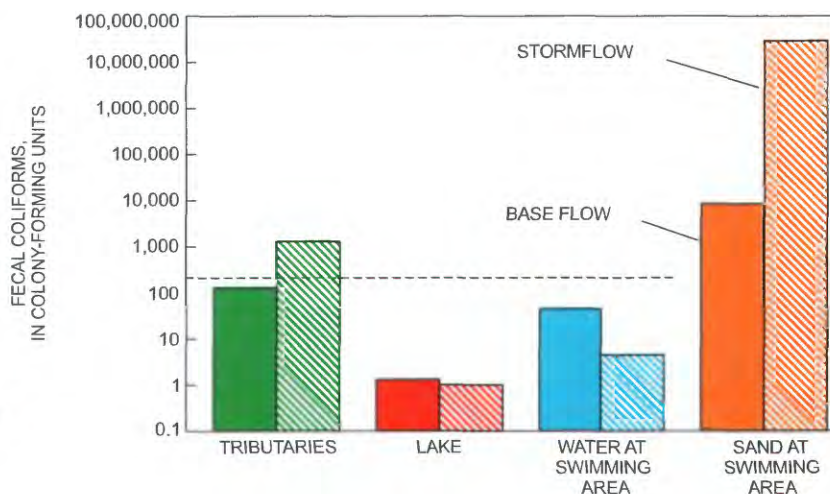 FECAL COLIFORMS,
IN COLONY-FORMING UNITS
100,000,000
10,000,000
1,000,000
100,000
10,000
1,000
100
10
1
0.1
STORMFLOW
BASE FLOW
TRIBUTARIES
LAKE
WATER AT
SWIMMING
AREA
SAND AT
SWIMMING
AREA